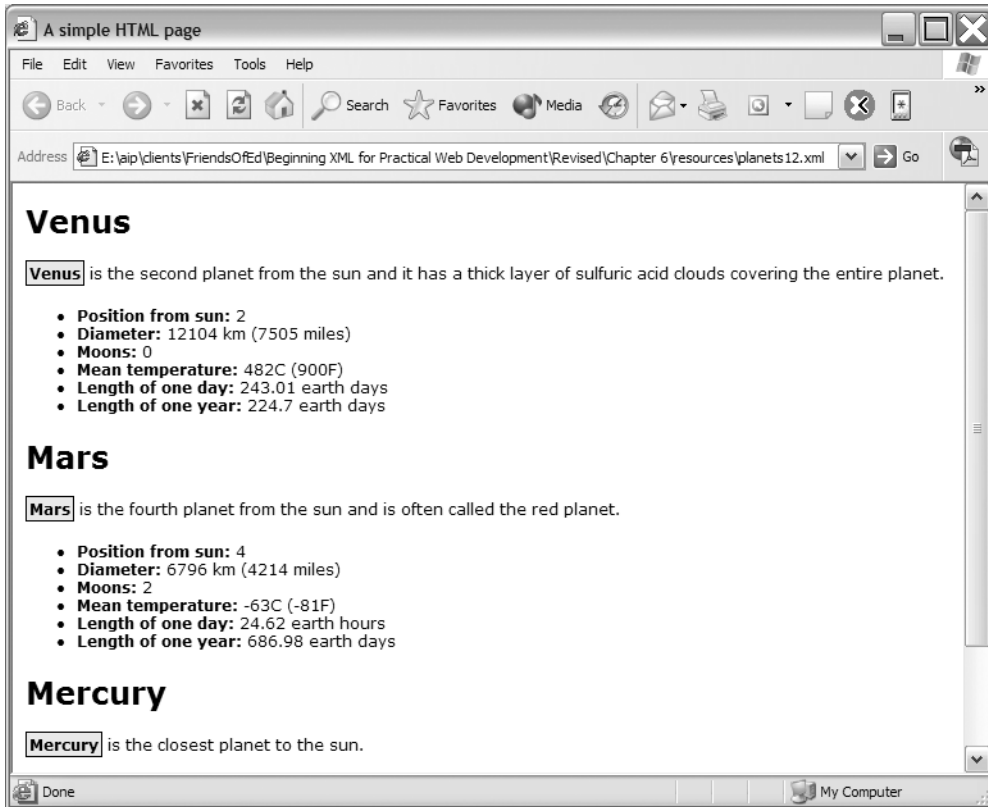 A simple HTML page
File Edit View Favorites Tools Help
Back Search Favorites Media
Address E:\aip\clients\FriendsOfEd\Beginning XML for Practical Web Development\Revised\Chapter 6\resources\planets12.xml Go
Venus
Venus is the second planet from the sun and it has a thick layer of sulfuric acid clouds covering the entire planet.
• Position from sun: 2
• Diameter: 12104 km (7505 miles)
• Moons: 0
• Mean temperature: 482C (900F)
• Length of one day: 243.01 earth days
• Length of one year: 224.7 earth days
Mars
Mars is the fourth planet from the sun and is often called the red planet.
• Position from sun: 4
• Diameter: 6796 km (4214 miles)
• Moons: 2
• Mean temperature: -63C (-81F)
• Length of one day: 24.62 earth hours
• Length of one year: 686.98 earth days
Mercury
Mercury is the closest planet to the sun.
Done My Computer